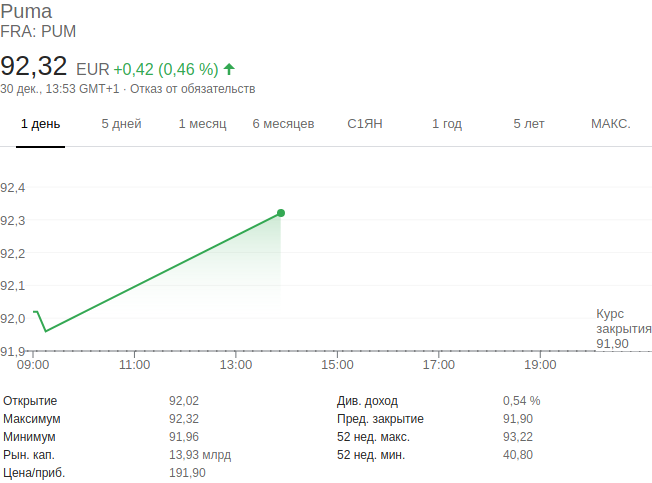 Puma
FRA: PUM
92,32 EUR +0,42 (0,46 %)
30 дек., 13:53 GMT+1 · Отказ от обязательств
1 день 5 дней 1 месяц 6 месяцев С1ЯН 1 год 5 лет МАКС.
92,4
92,3
92,2
92,1
92,0
91,9
Курс
закрытия
91,90
09:00 11:00 13:00 15:00 17:00 19:00
Открытие 92,02 Див. доход 0,54 %
Максимум 92,32 Пред. закрытие 91,90
Минимум 91,96 52 нед. макс. 93,22
Рын. кап. 13,93 млрд 52 нед. мин. 40,80
Цена/приб. 191,90